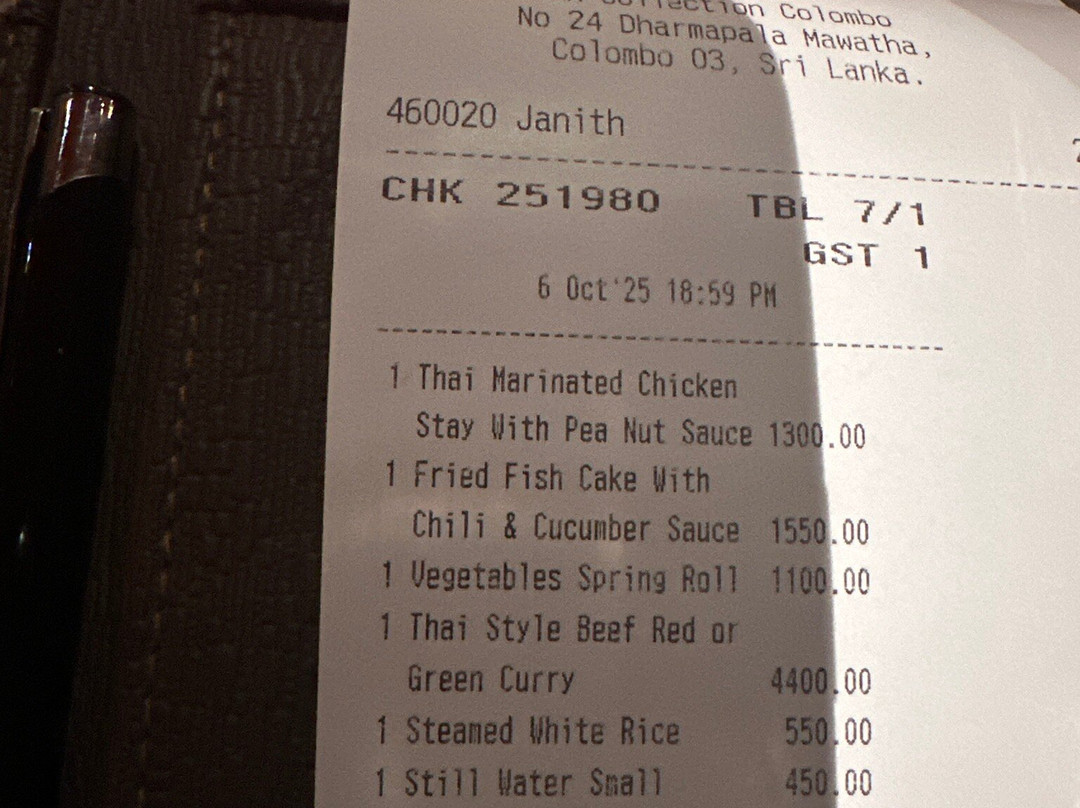 Collection Colombo
No 24 Dharmapala Mawatha,
Colombo 03, Sri Lanka.
460020 Janith
CHK 251980 TBL 7/1
GST 1
6 Oct'25 18:59 PM
1 Thai Marinated Chicken
Stay With Pea Nut Sauce 1300.00
1 Fried Fish Cake With
Chili & Cucumber Sauce 1550.00
1 Vegetables Spring Roll 1100.00
1 Thai Style Beef Red or
Green Curry 4400.00
1 Steamed White Rice 550.00
1 Still Water Small 450.00